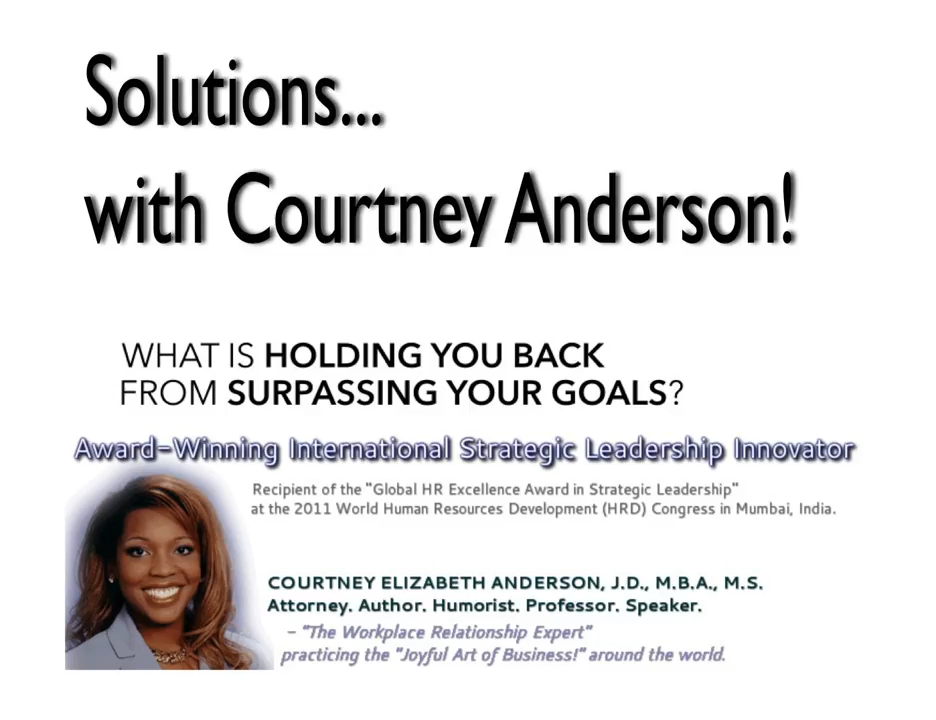 Solutions...
with Courtney Anderson!
WHAT IS HOLDING YOU BACK
FROM SURPASSING YOUR GOALS?
Award-Winning International Strategic Leadership Innovator
Recipient of the "Global HR Excellence Award in Strategic Leadership"
at the 2011 World Human Resources Development (HRD) Congress in Mumbai, India.
COURTNEY ELIZABETH ANDERSON, J.D., M.B.A., M.S.
Attorney. Author. Humorist. Professor. Speaker.
- "The Workplace Relationship Expert"
practicing the "Joyful Art of Business!" around the world.